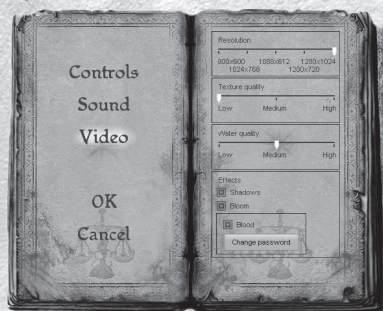 Controls
Sound
Video
OK
Cancel
Resolution
800x600 1088x612 1280x1024
1024x768 1280x720
Texture quality
Low Medium High
Water quality
Low Medium High
Effects
Shadows
Bloom
Blood
Change password